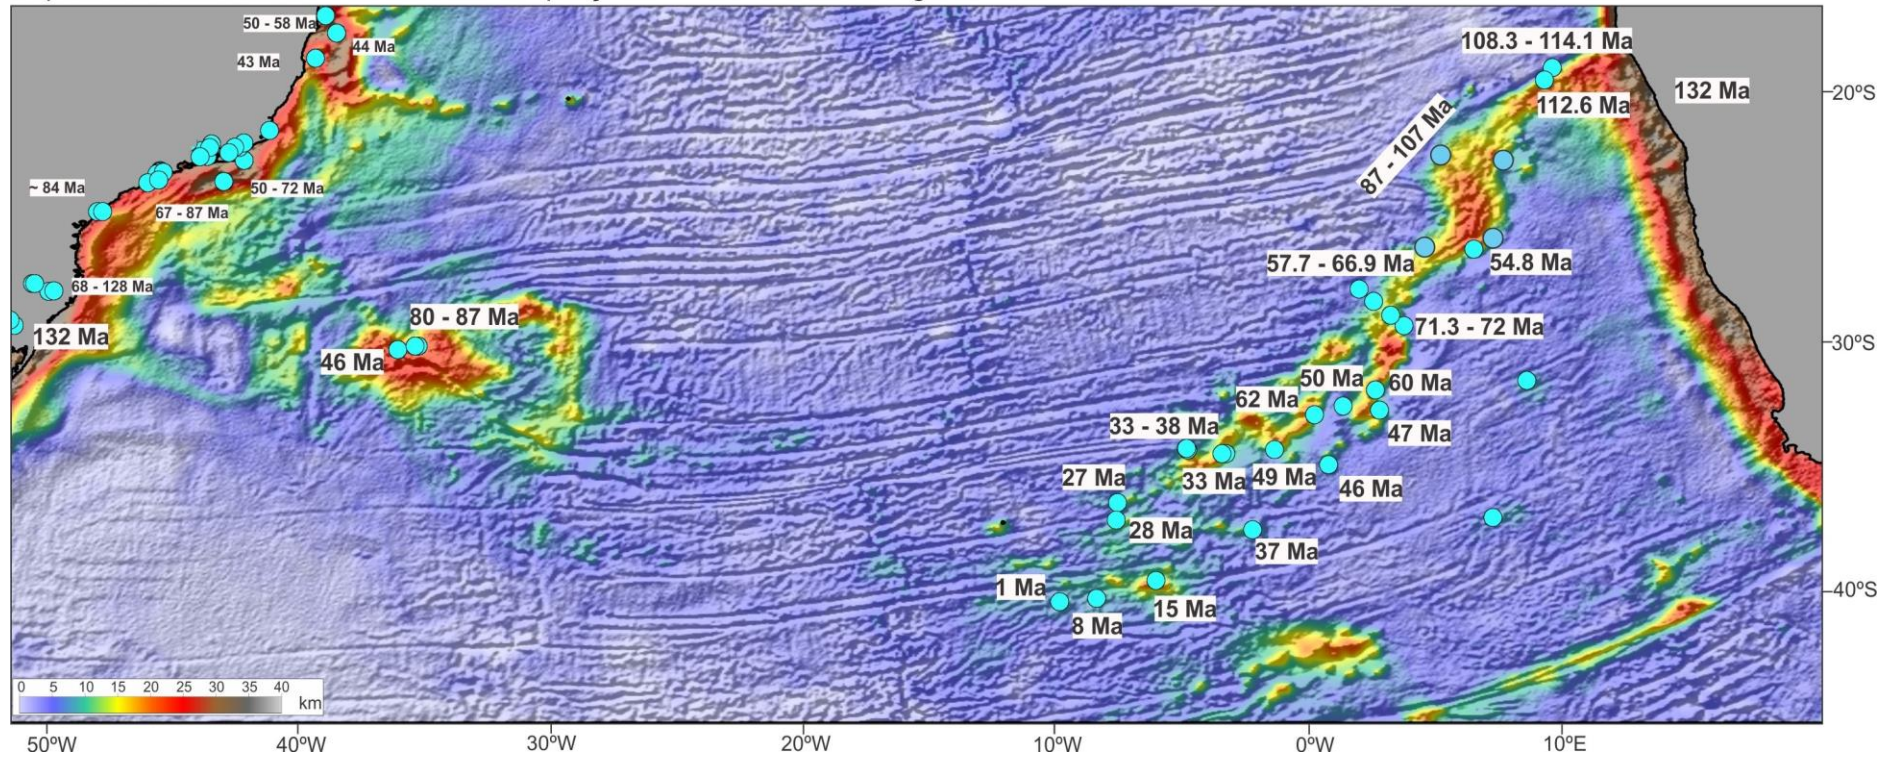 50 - 58 Ma
44 Ma
43 Ma
108.3 - 114.1 Ma
132 Ma
20ºS
112.6 Ma
87 - 107 Ma
~ 84 Ma
50 - 72 Ma
67 - 87 Ma
57.7 - 66.9 Ma
54.8 Ma
68 - 128 Ma
80 - 87 Ma
71.3 - 72 Ma
132 Ma
30ºS
46 Ma
50 Ma
60 Ma
62 Ma
33 - 38 Ma
47 Ma
27 Ma
33 Ma
49 Ma
46 Ma
28 Ma
37 Ma
1 Ma
40ºS
15 Ma
8 Ma
0 5 10 15 20 25 30 35 40
km
50ºW 40ºW 30ºW 20ºW 10ºW 0ºW 10ºE